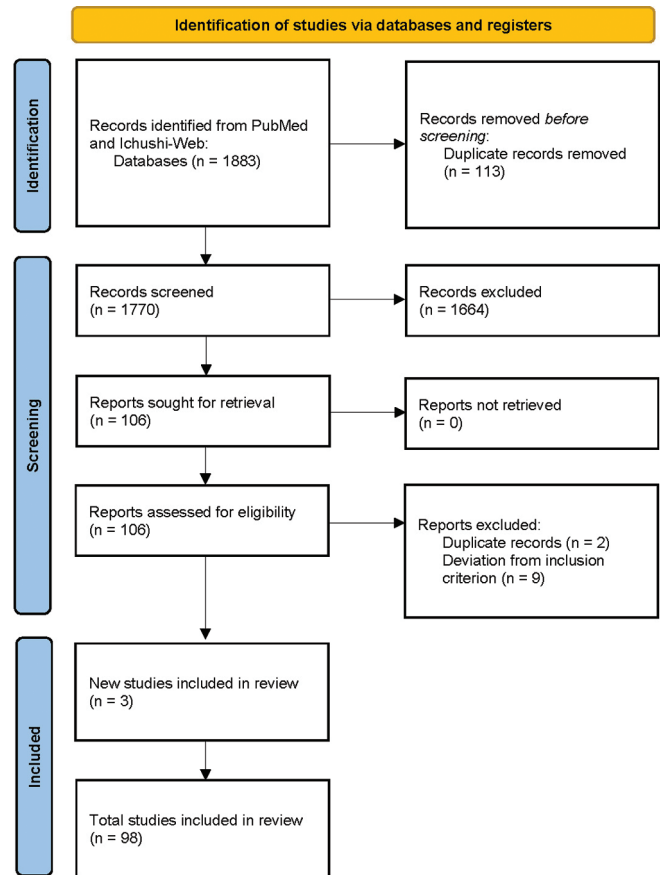 Identification of studies via databases and registers
Identification
Records identified from PubMed
and Ichushi-Web:
Databases (n = 1883)
Records removed before
screening:
Duplicate records removed
(n = 113)
Screening
Records screened
(n = 1770)
Records excluded
(n = 1664)
Reports sought for retrieval
(n = 106)
Reports not retrieved
(n = 0)
Reports assessed for eligibility
(n = 106)
Reports excluded:
Duplicate records (n = 2)
Deviation from inclusion
criterion (n = 9)
Included
New studies included in review
(n = 3)
Total studies included in review
(n = 98)